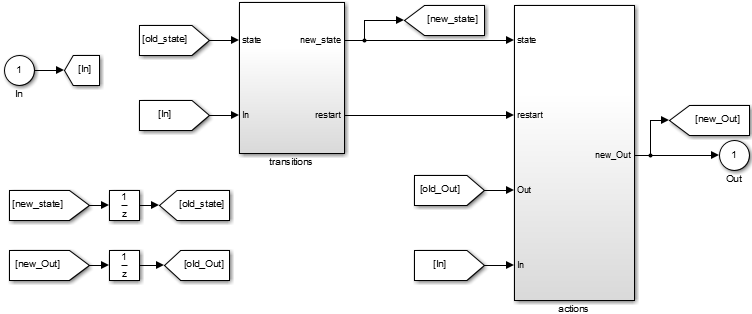 [new_state]
[old_state]
state
new_state
state
1
[In]
In
[In]
In
restart
restart
[new_Out]
transitions
new_Out
1
Out
[old_Out]
Out
[new_state]
1
z
[old_state]
[new_Out]
1
z
[old_Out]
[In]
In
actions